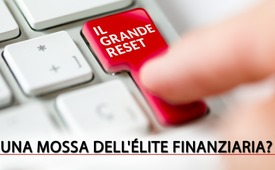 IL
GRANDE
RESET
UNA MOSSA DELL'ÉLITE FINANZIARIA?